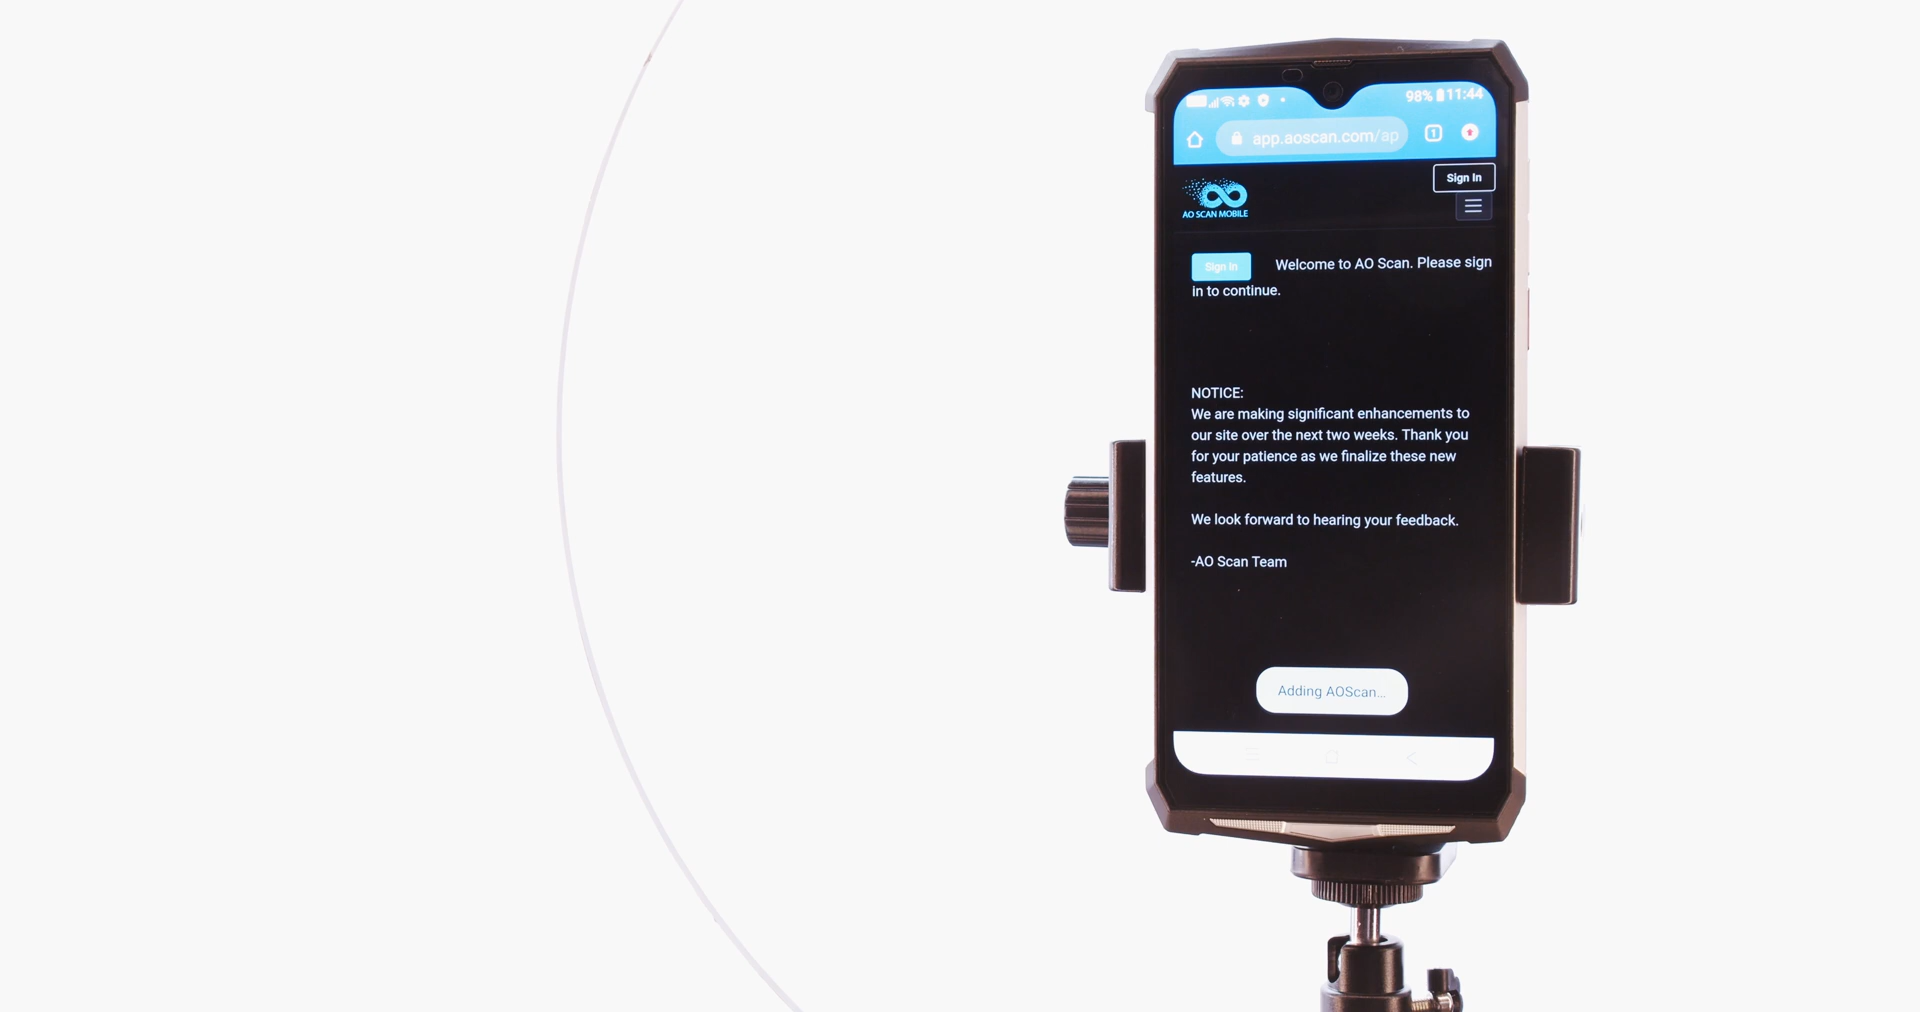 98% 11:44
app.aoscan.com/ap
1
Sign In
AO SCAN MOBILE
Sign In Welcome to AO Scan. Please sign
in to continue.
NOTICE:
We are making significant enhancements to
our site over the next two weeks. Thank you
for your patience as we finalize these new
features.
We look forward to hearing your feedback.
-AO Scan Team
Adding AOScan...